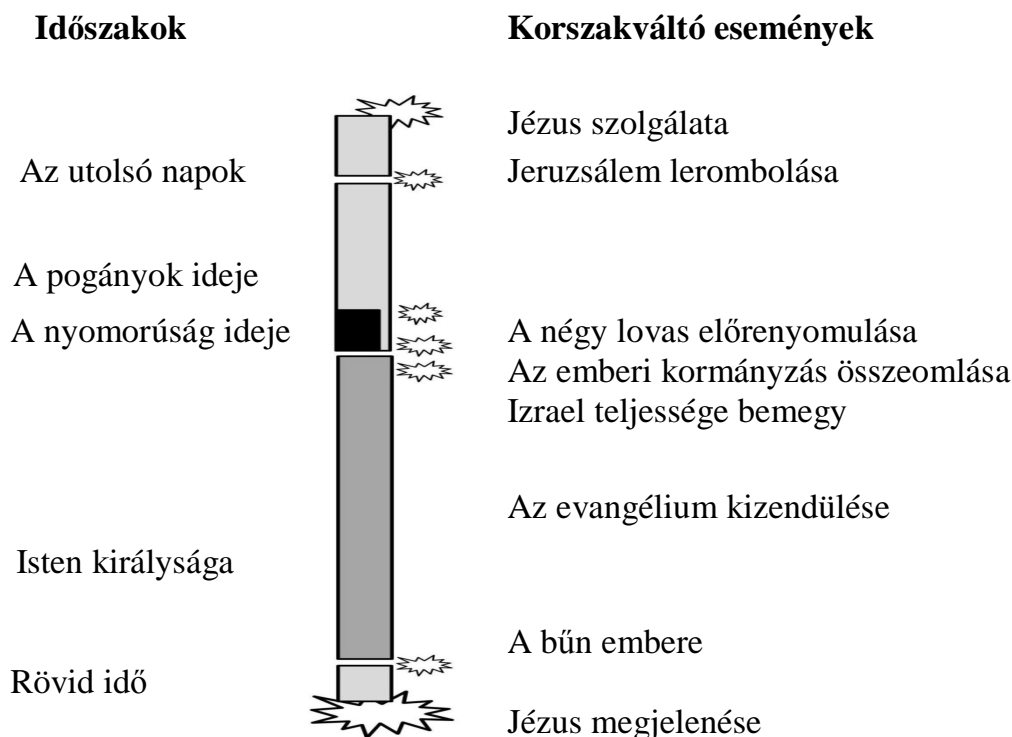 Időszakok Korszakváltó események
Jézus szolgálata
Az utolsó napok Jeruzsálem lerombolása
A pogányok ideje
A nyomorúság ideje A négy lovas előrenyomulása
Az emberi kormányzás összeomlása
Izrael teljessége bemegy
Az evangélium kizendülése
Isten királysága
A bűn embere
Rövid idő
Jézus megjelenése